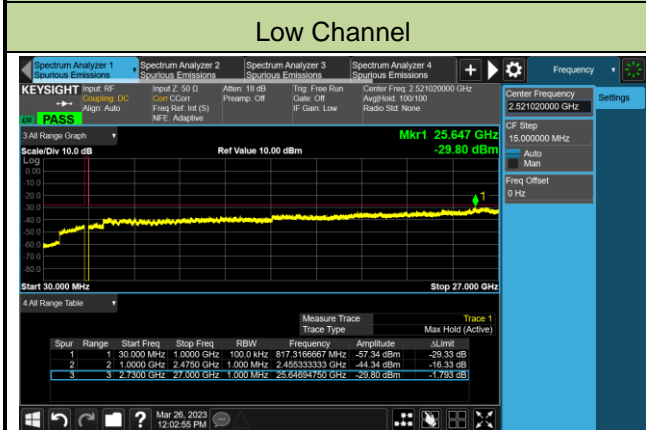 Low Channel
Spectrum Analyzer 1
Spurious Emissions
Spectrum Analyzer 2
Spurious Emissions
Spectrum Analyzer 3
Spurious Emissions
Spectrum Analyzer 4
Spurious Emissions
+
Frequency
KEYSIGHT
Input: RF
Coupling: DC
Align: Auto
Input Z: 50 Ω
Corr CCorr
Freq Ref: Int (S)
NFE: Adaptive
Atten: 18 dB
Preamp: Off
Trig: Free Run
Gate: Off
IF Gain: Low
Center Freq: 2.521020000 GHz
Avg|Hold: 100/100
Radio Std: None
PASS
Center Frequency
2.521020000 GHz
Settings
CF Step
15.000000 MHz
Auto
Man
Freq Offset
0 Hz
3 All Range Graph
Mkr1 25.647 GHz
Scale/Div 10.0 dB Ref Value 10.00 dBm -29.80 dBm
Log
0.00
-10.0
-20.0
-30.0
-40.0
-50.0
-60.0
-70.0
-80.0
1
Start 30.000 MHz Stop 27.000 GHz
4 All Range Table
Measure Trace Trace 1
Trace Type Max Hold (Active)
Spur Range Start Freq Stop Freq RBW Frequency Amplitude ΔLimit
1 1 30.000 MHz 1.0000 GHz 100.0 kHz 817.3166667 MHz -57.34 dBm -29.33 dB
2 2 1.0000 GHz 2.4750 GHz 1.000 MHz 2.455333333 GHz -44.34 dBm -16.33 dB
3 3 2.7300 GHz 27.000 GHz 1.000 MHz 25.64694750 GHz -29.80 dBm -1.793 dB
?
Mar 26, 2023
12:02:55 PM